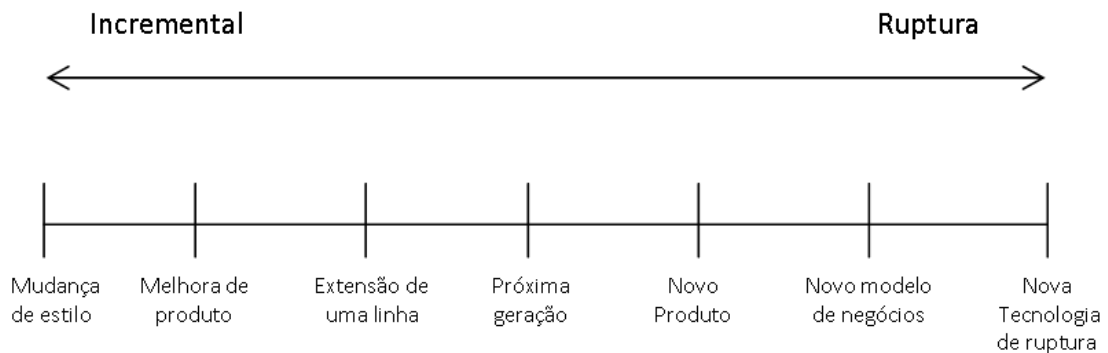 Incremental
Ruptura
Mudança
de estilo
Melhora de
produto
Extensão de
uma linha
Próxima
geração
Novo
Produto
Novo modelo
de negócios
Nova
Tecnologia
de ruptura